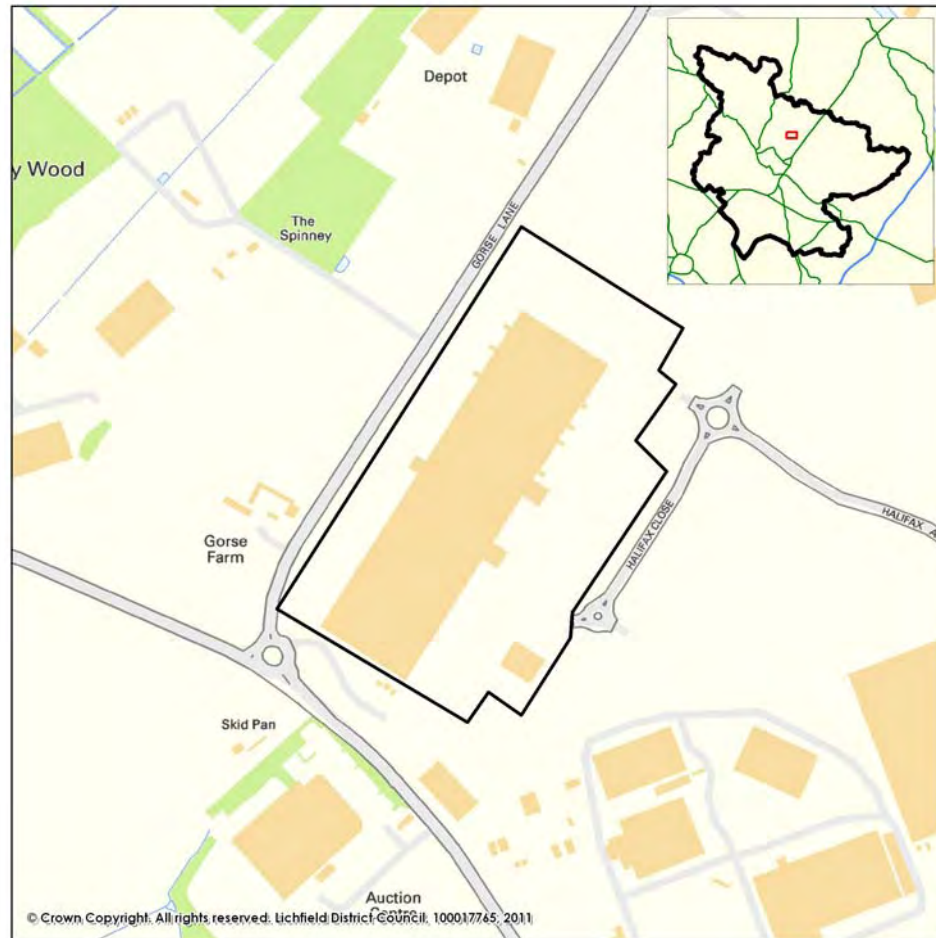 Depot
y Wood
The
Spinney
GORSE LANE
HALIFAX CLOSE
HALIFAX A
Gorse
Farm
Skid Pan
Auction
Centre
© Crown Copyright. All rights reserved. Lichfield District Council, 100017765, 2011